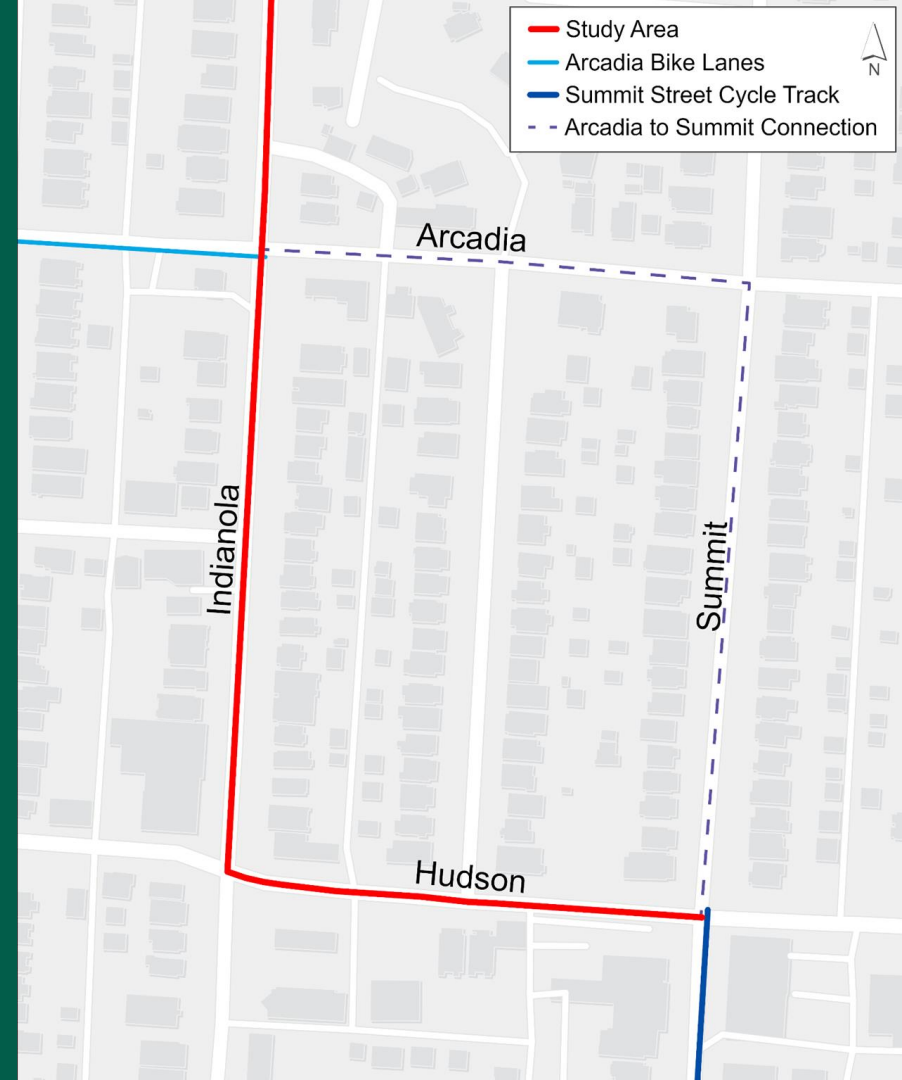 Study Area
Arcadia Bike Lanes
Summit Street Cycle Track
Arcadia to Summit Connection
N
Arcadia
Indianola
Summit
Hudson